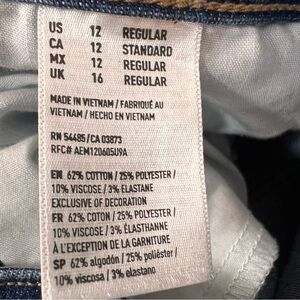 US 12 REGULAR
CA 12 STANDARD
MX 12 REGULAR
UK 16 REGULAR
MADE IN VIETNAM / FABRIQUÉ AU
VIETNAM / HECHO EN VIETNAM
RN 54485 / CA 03873
RFC# AEM120605U9A
EN 62% COTTON / 25% POLYESTER /
10% VISCOSE / 3% ELASTANE
EXCLUSIVE OF DECORATION
FR 62% COTON / 25% POLYESTER /
10% VISCOSE / 3% ÉLASTHANNE
À L'EXCEPTION DE LA GARNITURE
SP 62% algodón / 25% poliéster /
10% viscosa / 3% elastano